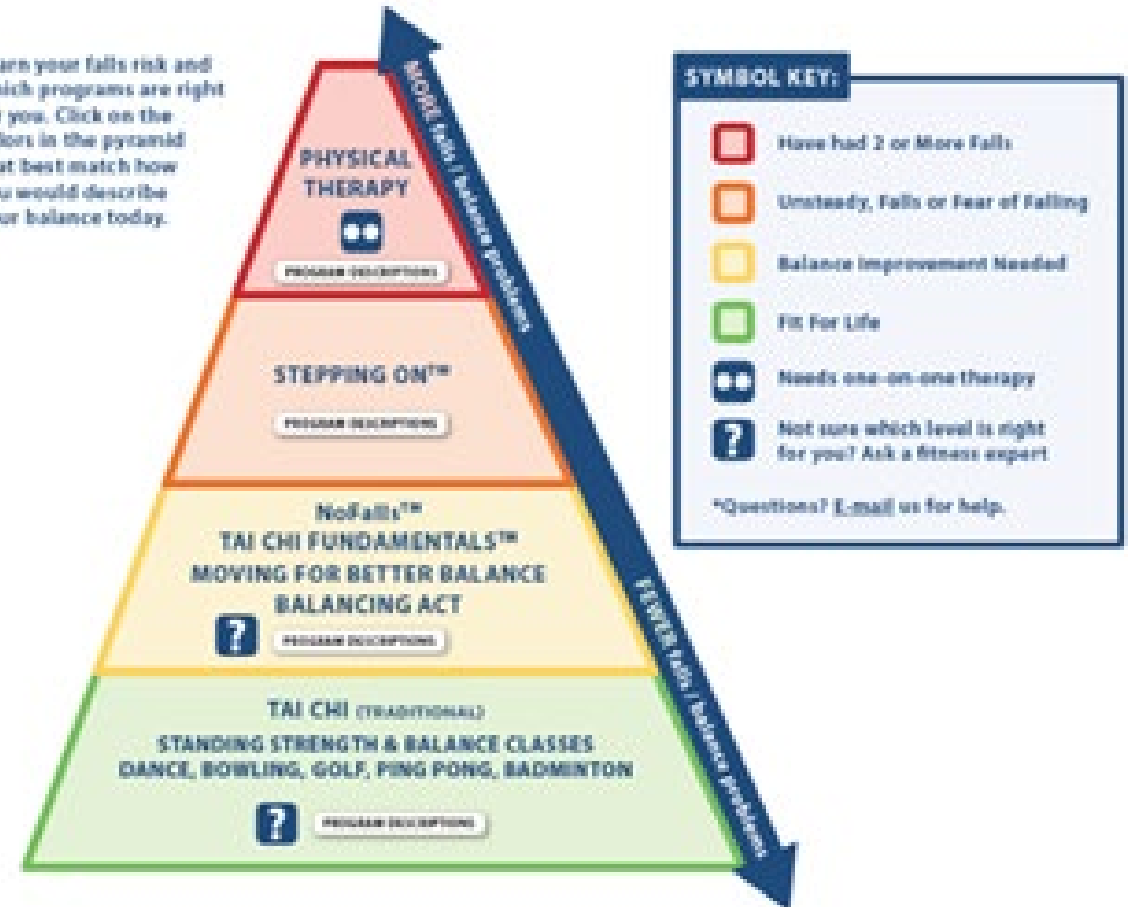 arn your falls risk and
hich programs are right
r you. Click on the
lors in the pyramid
at best match how
u would describe
ur balance today.
MORE falls / balance problems
PHYSICAL
THERAPY
PROGRAM DESCRIPTIONS
STEPPING ON™
PROGRAM DESCRIPTIONS
NoFalls™
TAI CHI FUNDAMENTALS™
MOVING FOR BETTER BALANCE
BALANCING ACT
?
PROGRAM DESCRIPTIONS
FEWER falls / balance problems
TAI CHI (TRADITIONAL)
STANDING STRENGTH & BALANCE CLASSES
DANCE, BOWLING, GOLF, PING PONG, BADMINTON
?
PROGRAM DESCRIPTIONS
SYMBOL KEY:
Have had 2 or More Falls
Unsteady, Falls or Fear of Falling
Balance Improvement Needed
Fit For Life
Needs one-on-one therapy
?
Not sure which level is right
for you? Ask a fitness expert
*Questions? E-mail us for help.